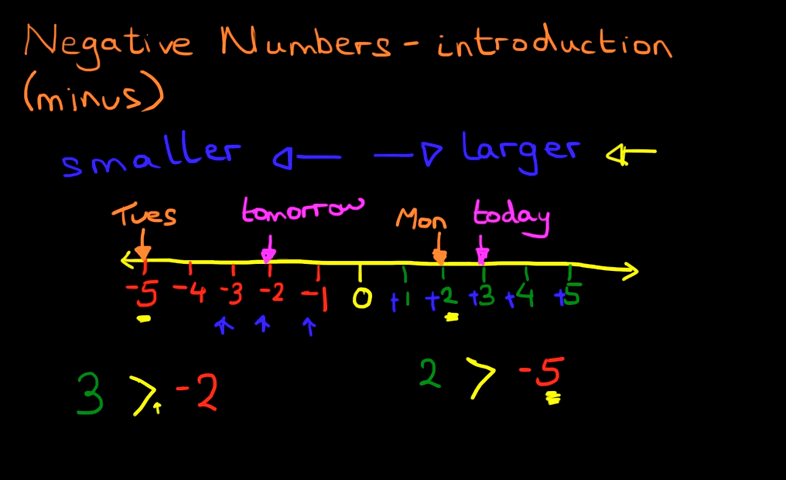 Negative Numbers - introduction
(minus)
smaller larger
Tues tomorrow Mon today
-5 -4 -3 -2 -1 0 +1 +2 +3 +4 +5
3 > -2 2 > -5